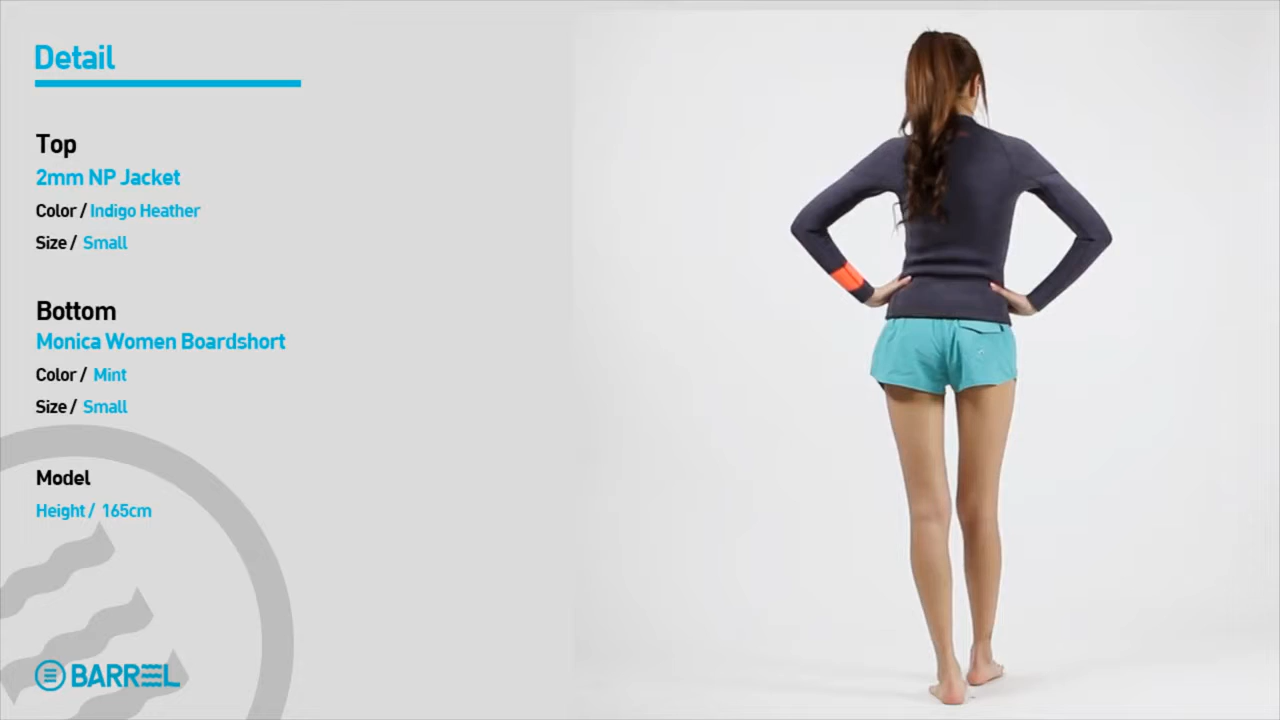 Detail
Top
2mm NP Jacket
Color / Indigo Heather
Size / Small
Bottom
Monica Women Boardshort
Color / Mint
Size / Small
Model
Height / 165cm
BARREL